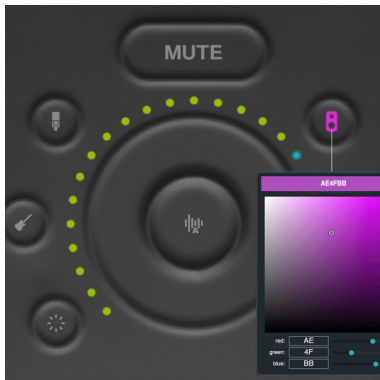 MUTE
A
AE4FBB
red: AE
green: 4F
blue: BB